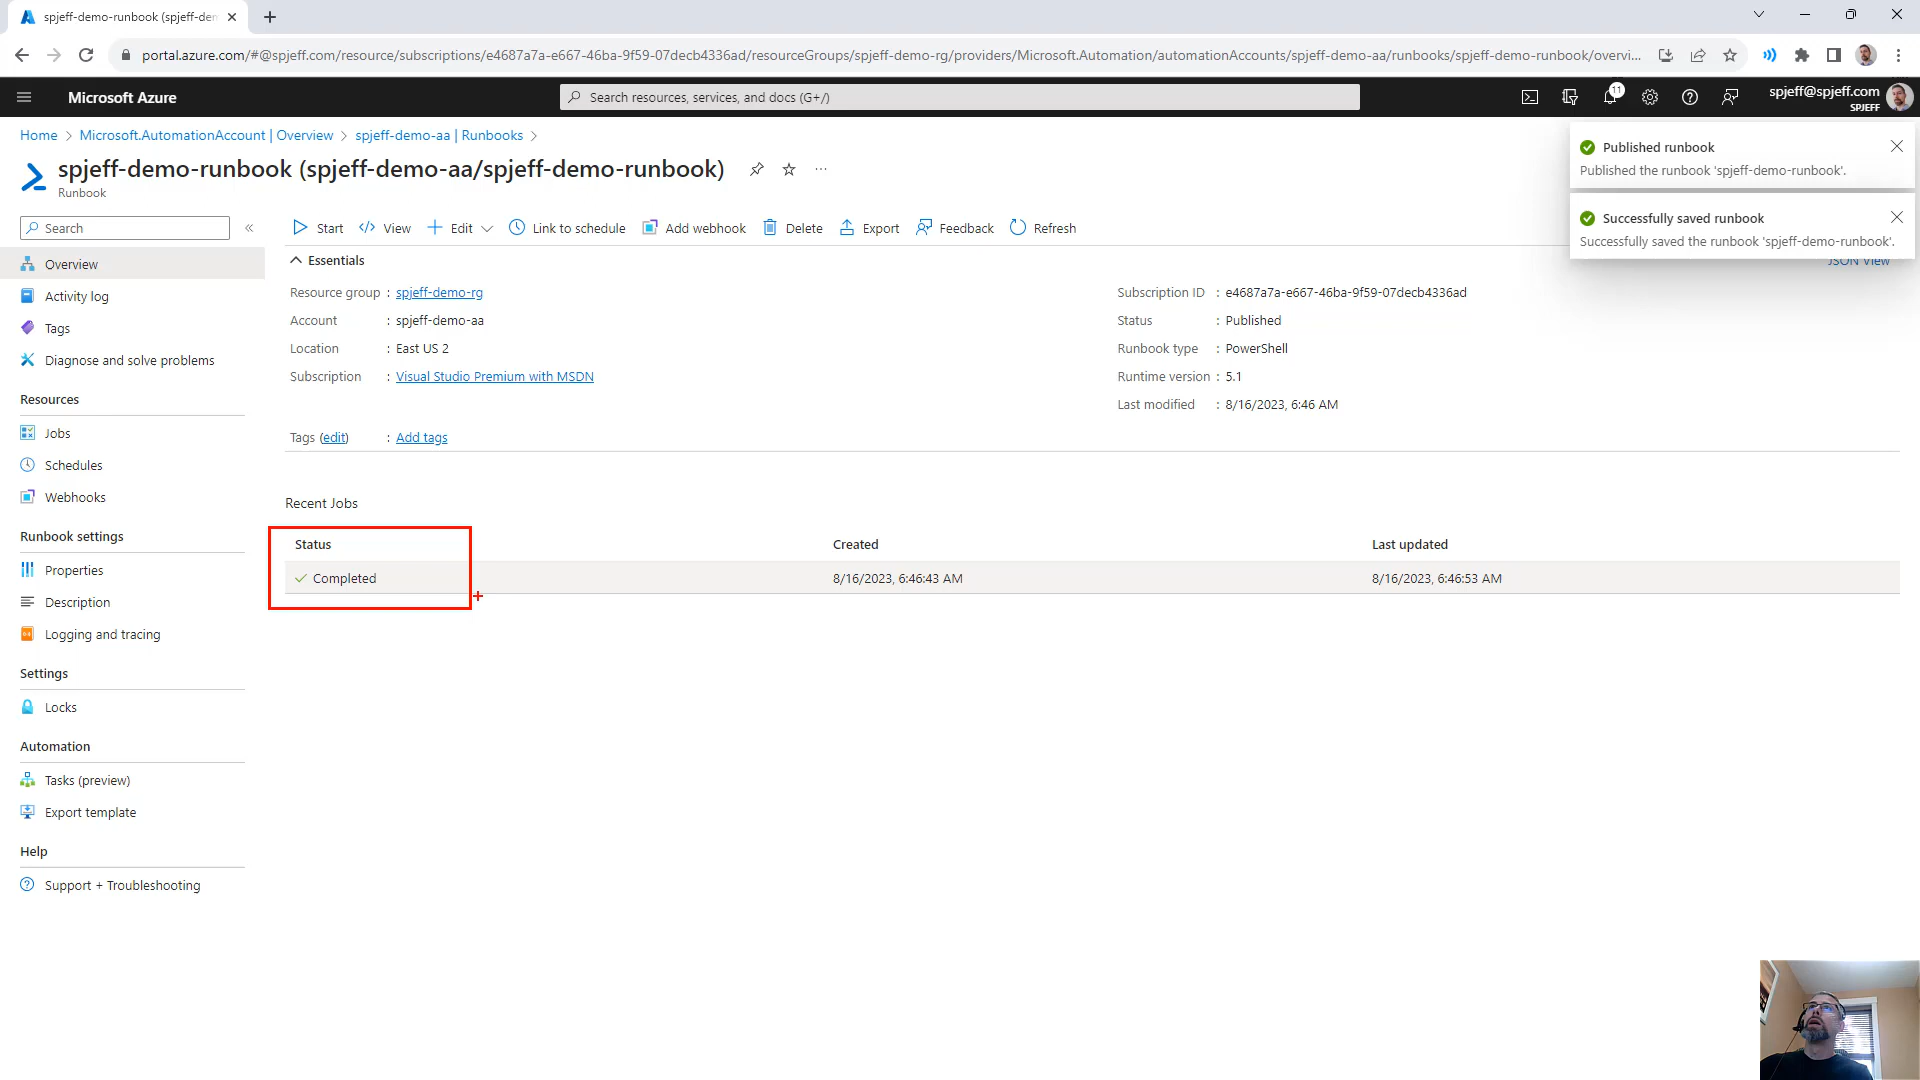 spjeff-demo-runbook (spjeff-der
portal.azure.com/#@spjeff.com/resource/subscriptions/e4687a7a-e667-46ba-9f59-07decb4336ad/resourceGroups/spjeff-demo-rg/providers/Microsoft.Automation/automationAccounts/spjeff-demo-aa/runbooks/spjeff-demo-runbook/overvi...
Microsoft Azure
Search resources, services, and docs (G+/)
11
spjeff@spjeff.com
SPJEFF
Home > Microsoft.AutomationAccount | Overview > spjeff-demo-aa | Runbooks >
spjeff-demo-runbook (spjeff-demo-aa/spjeff-demo-runbook)
Runbook
Published runbook
Published the runbook 'spjeff-demo-runbook'.
Successfully saved runbook
Successfully saved the runbook 'spjeff-demo-runbook'.
Search
Start View Edit Link to schedule Add webhook Delete Export Feedback Refresh
Overview
Activity log
Tags
Diagnose and solve problems
Resources
Jobs
Schedules
Webhooks
Runbook settings
Properties
Description
Logging and tracing
Settings
Locks
Automation
Tasks (preview)
Export template
Help
Support + Troubleshooting
Essentials
JSON View
Resource group : spjeff-demo-rg
Account : spjeff-demo-aa
Location : East US 2
Subscription : Visual Studio Premium with MSDN
Subscription ID : e4687a7a-e667-46ba-9f59-07decb4336ad
Status : Published
Runbook type : PowerShell
Runtime version : 5.1
Last modified : 8/16/2023, 6:46 AM
Tags (edit) : Add tags
Recent Jobs
Status Created Last updated
Completed 8/16/2023, 6:46:43 AM 8/16/2023, 6:46:53 AM